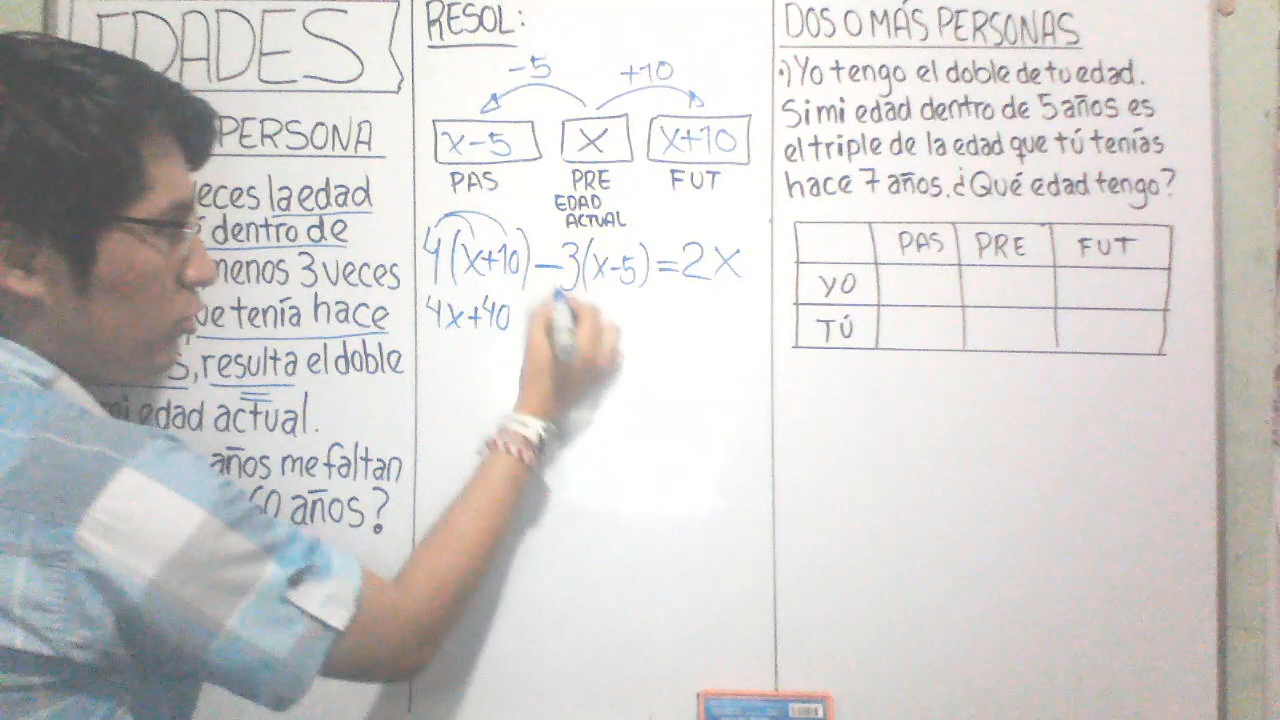 EDADES
PERSONA
veces la edad
dentro de
menos 3 veces
que tenía hace
, resulta el doble
mi edad actual.
años me faltan
60 años?
RESOL:
-5 +10
x-5 x x+10
PAS PRE FUT
EDAD
ACTUAL
4(x+10)-3(x-5)=2x
4x+40
DOS O MÁS PERSONAS
•) Yo tengo el doble de tu edad.
Si mi edad dentro de 5 años es
el triple de la edad que tú tenías
hace 7 años. ¿Qué edad tengo?
PAS PRE FUT
YO
TÚ